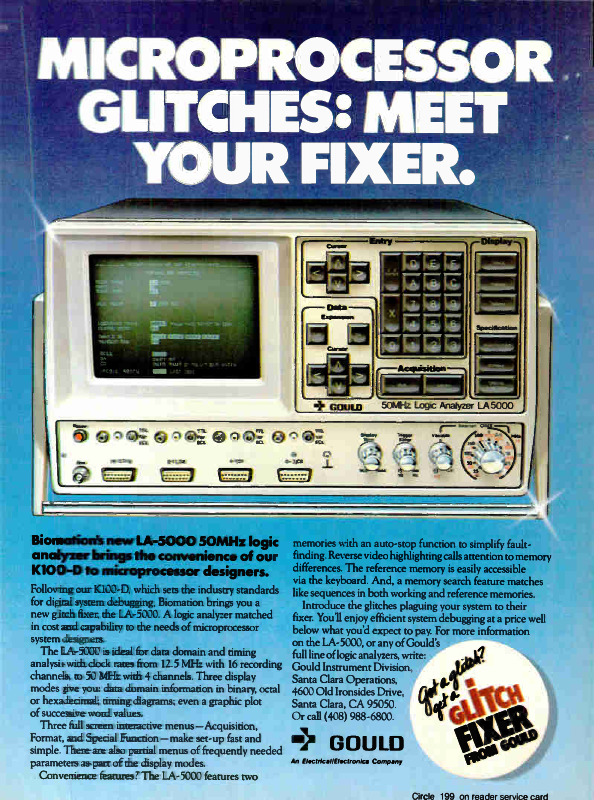 MICROPROCESSOR
GLITCHES: MEET
YOUR FIXER.
Entry
Display
Cursor
Data
Expansion
Cursor
Specification
Acquisition
GOULD
50MHz Logic Analyzer LA5000
Biomation's new LA-5000 50MHz logic
analyzer brings the convenience of our
K100-D to microprocessor designers.
Following our K100-D, which sets the industry standards
for digital system debugging, Biomation brings you a
new glitch fixer, the LA-5000. A logic analyzer matched
in cost and capability to the needs of microprocessor
system designers.
The LA-5000 is ideal for data domain and timing
analysis with clock rates from 12.5 MHz with 16 recording
channels, to 50 MHz with 4 channels. Three display
modes give you: data domain information in binary, octal
or hexadecimal; timing diagrams; even a graphic plot
of successive word values.
Three full screen interactive menus—Acquisition,
Format, and Special Function—make set-up fast and
simple. There are also partial menus of frequently needed
parameters as part of the display modes.
Convenience features? The LA-5000 features two
memories with an auto-stop function to simplify fault-
finding. Reverse video highlighting calls attention to memory
differences. The reference memory is easily accessible
via the keyboard. And, a memory search feature matches
like sequences in both working and reference memories.
Introduce the glitches plaguing your system to their
fixer. You'll enjoy efficient system debugging at a price well
below what you'd expect to pay. For more information
on the LA-5000, or any of Gould's
full line of logic analyzers, write:
Gould Instrument Division,
Santa Clara Operations,
4600 Old Ironsides Drive,
Santa Clara, CA 95050.
Or call (408) 988-6800.
GOULD
An Electrical/Electronics Company
Got a glitch?
get a
GLITCH
FIXER
FROM GOULD
Circle 199 on reader service card